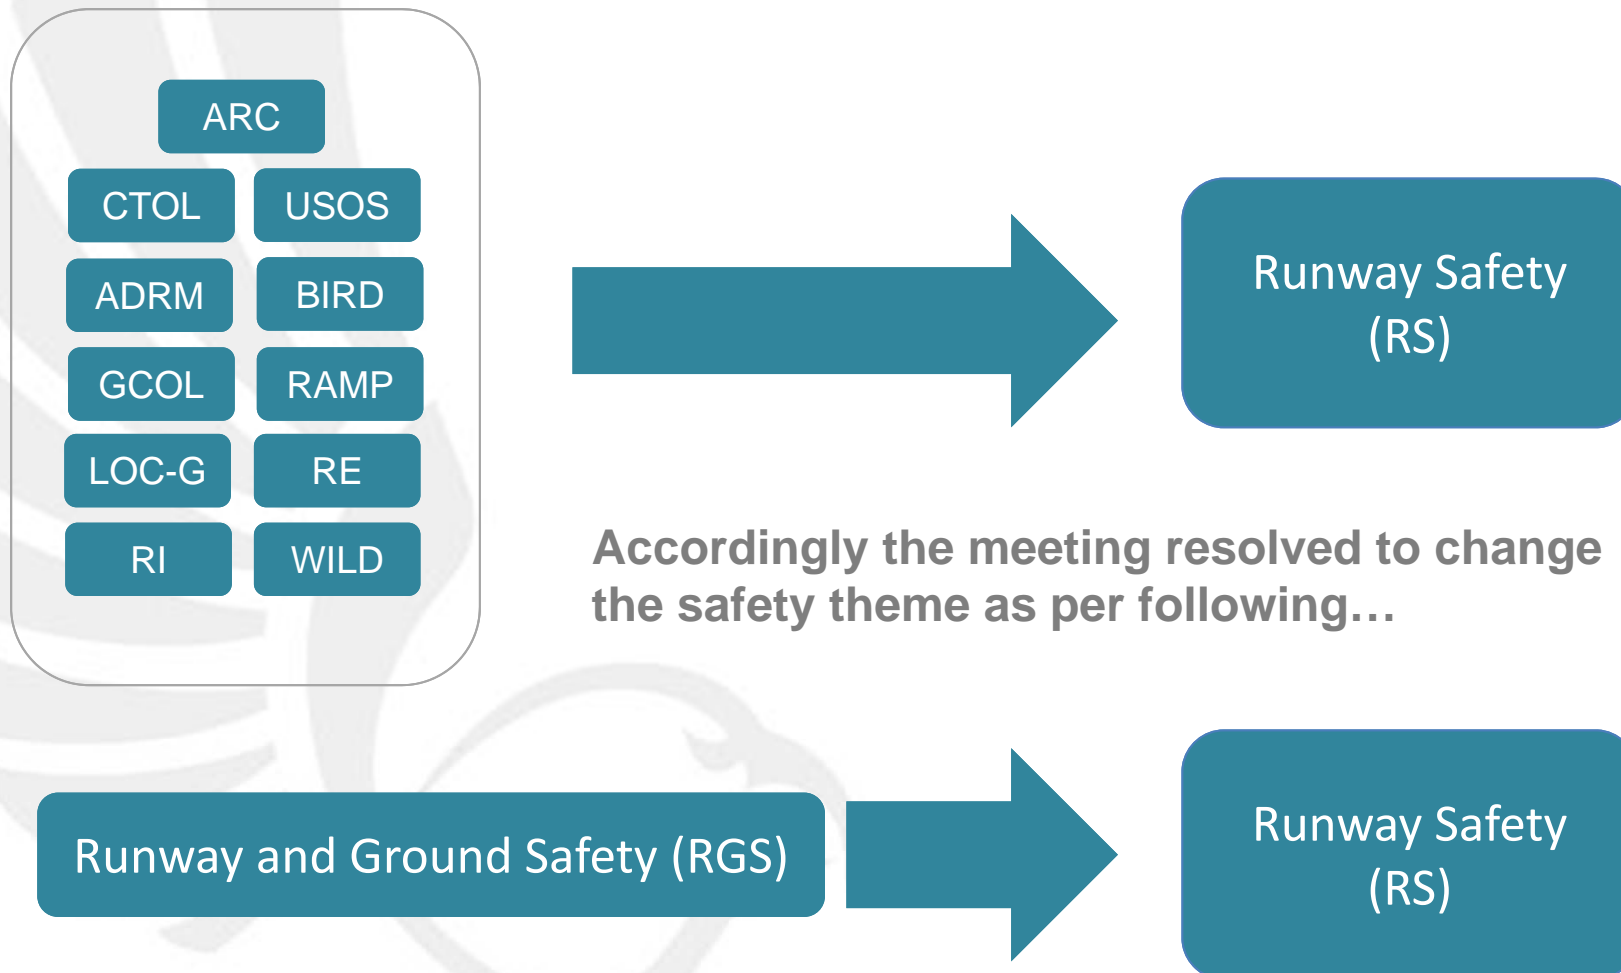 ARC
CTOL
USOS
ADRM
BIRD
GCOL
RAMP
LOC-G
RE
RI
WILD
Runway Safety
(RS)
Accordingly the meeting resolved to change
the safety theme as per following…
Runway and Ground Safety (RGS)
Runway Safety
(RS)